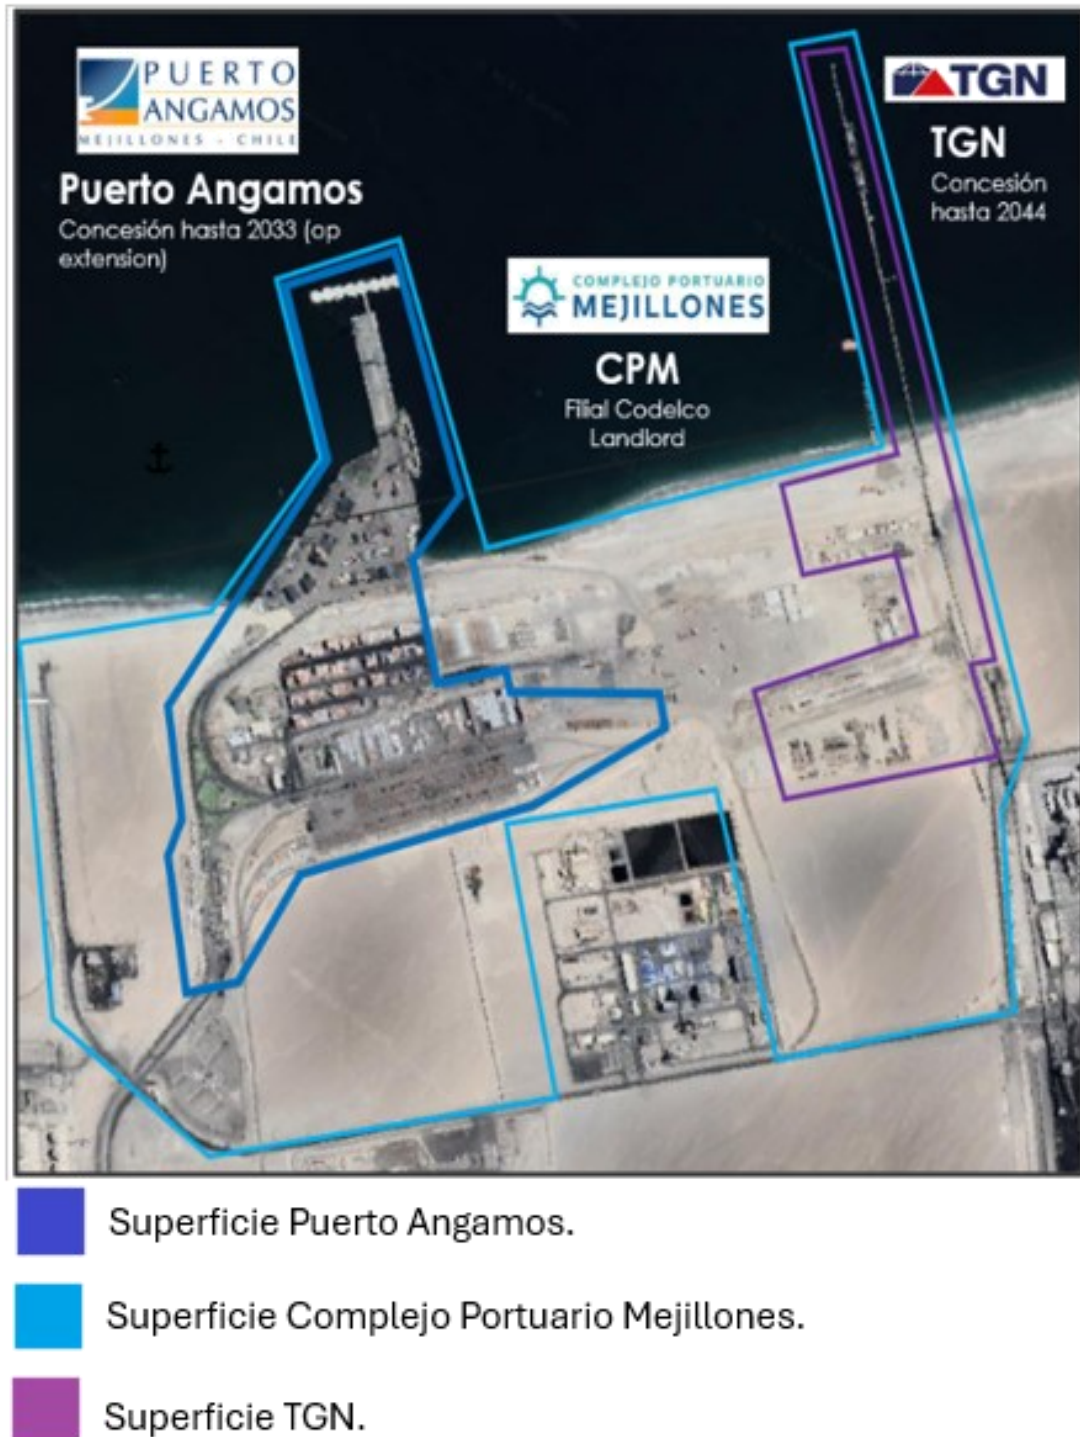 PUERTO
ANGAMOS
MEJILLONES - CHILE
Puerto Angamos
Concesión hasta 2033 (op
extension)
TGN
TGN
Concesión
hasta 2044
COMPLEJO PORTUARIO
MEJILLONES
CPM
Filial Codelco
Landlord
Superficie Puerto Angamos.
Superficie Complejo Portuario Mejillones.
Superficie TGN.